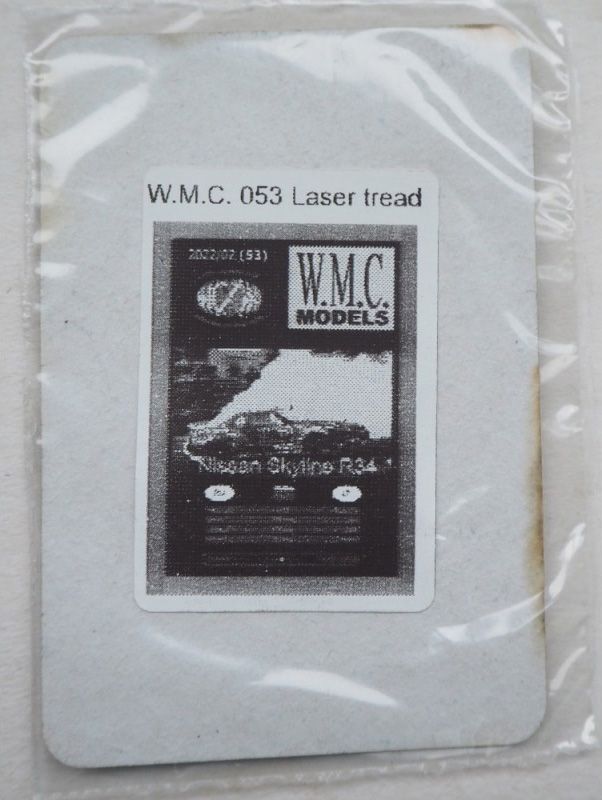 W.M.C. 053 Laser tread
2022/02 (53)
W.M.C.
MODELS
Nissan Skyline R34